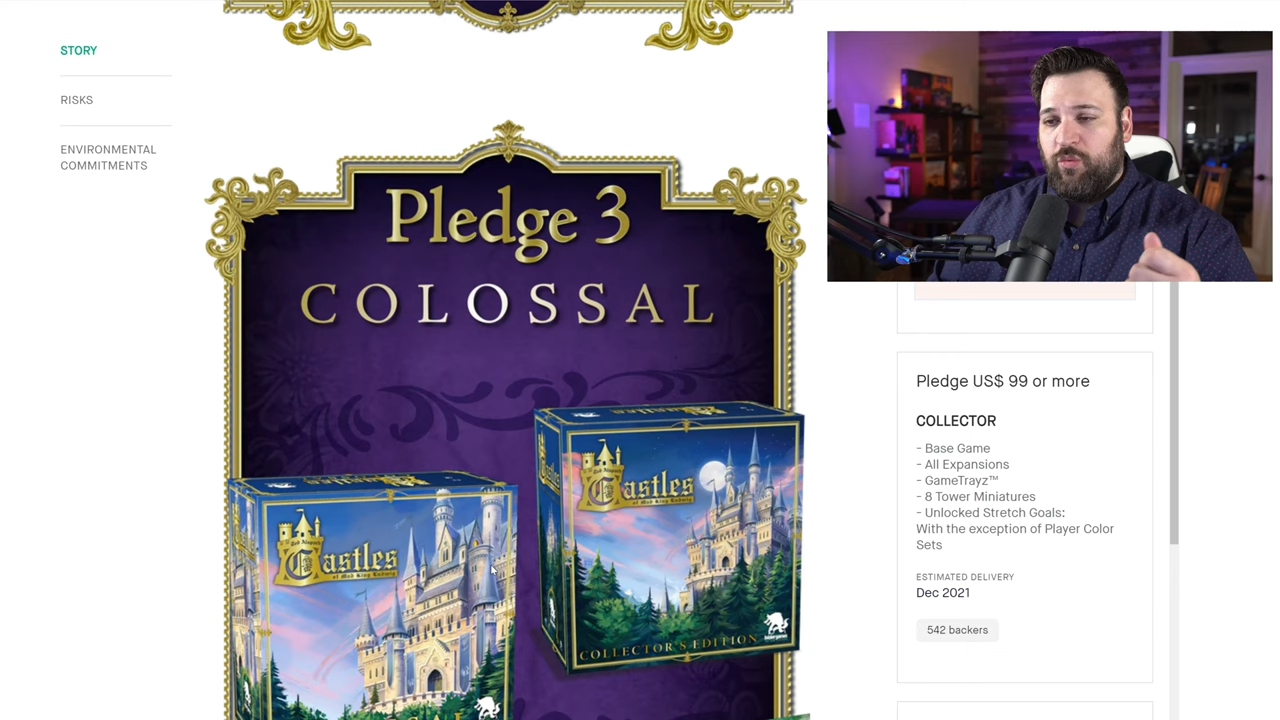 STORY
RISKS
ENVIRONMENTAL
COMMITMENTS
Pledge 3
COLOSSAL
Castles
of Mad King Ludwig
COLLECTOR'S EDITION
Castles
of Mad King Ludwig
Pledge US$ 99 or more
COLLECTOR
- Base Game
- All Expansions
- GameTrayz™
- 8 Tower Miniatures
- Unlocked Stretch Goals:
With the exception of Player Color
Sets
ESTIMATED DELIVERY
Dec 2021
542 backers